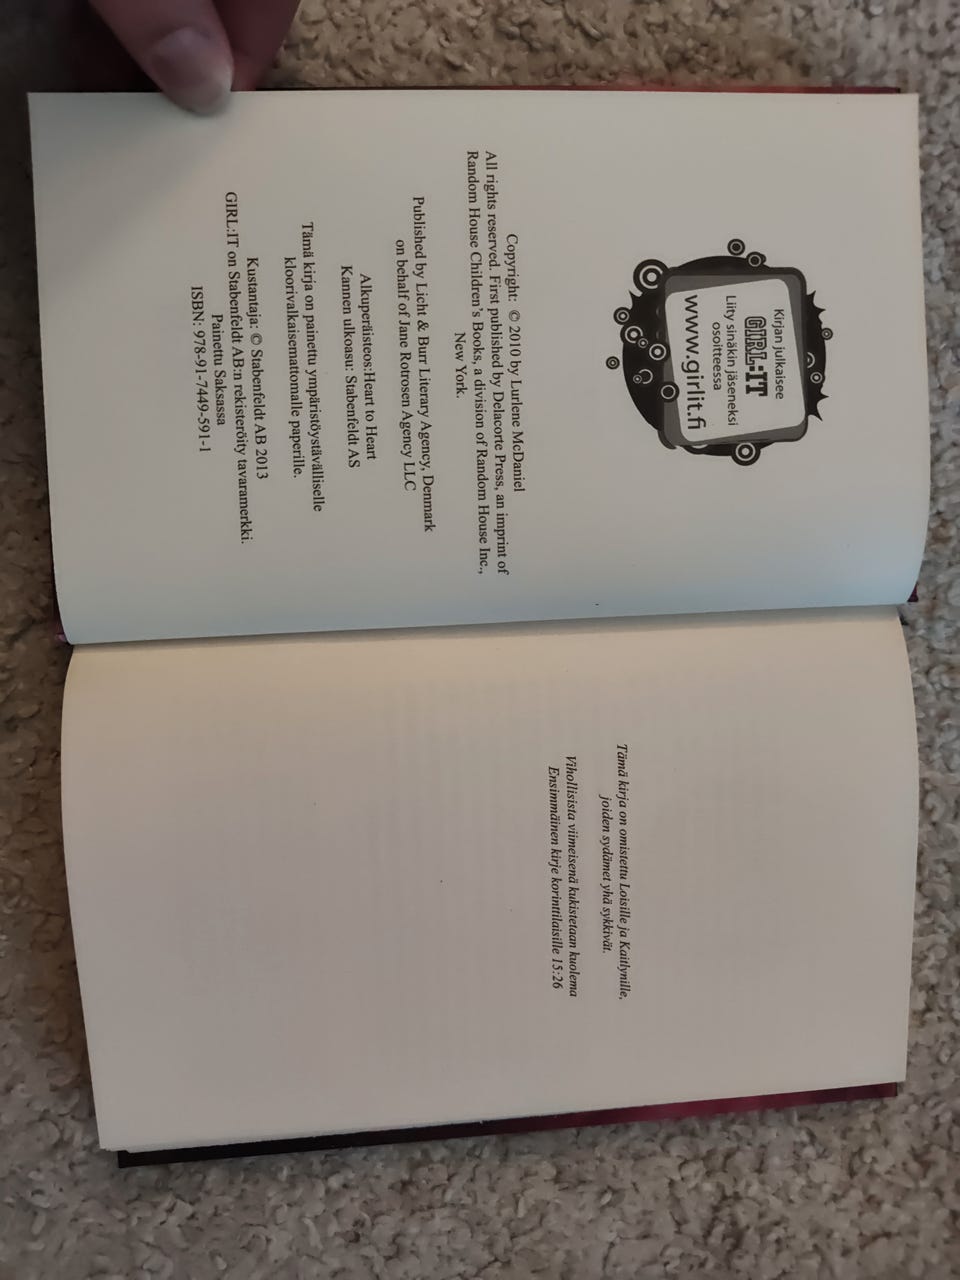 Kirjan julkaisee
GIRL:IT
Liity sinäkin jäseneksi
osoitteessa
www.girlit.fi
Copyright: © 2010 by Lurlene McDaniel
All rights reserved. First published by Delacorte Press, an imprint of
Random House Children's Books, a division of Random House Inc.,
New York.
Published by Licht & Burr Literary Agency, Denmark
on behalf of Jane Rotrosen Agency LLC
Alkuperäisteos:Heart to Heart
Kannen ulkoasu: Stabenfeldt AS
Tämä kirja on painettu ympäristöystävälliselle
kloorivalkaisemattomalle paperille.
Kustantaja: © Stabenfeldt AB 2013
GIRL:IT on Stabenfeldt AB:n rekisteröity tavaramerkki.
Painettu Saksassa
ISBN: 978-91-7449-591-1
Tämä kirja on omistettu Loisille ja Kaitlynille,
joiden sydämet yhä sykkivät.
Vihollisista viimeisenä kukistetaan kuolema
Ensimmäinen kirje korinttilaisille 15:26